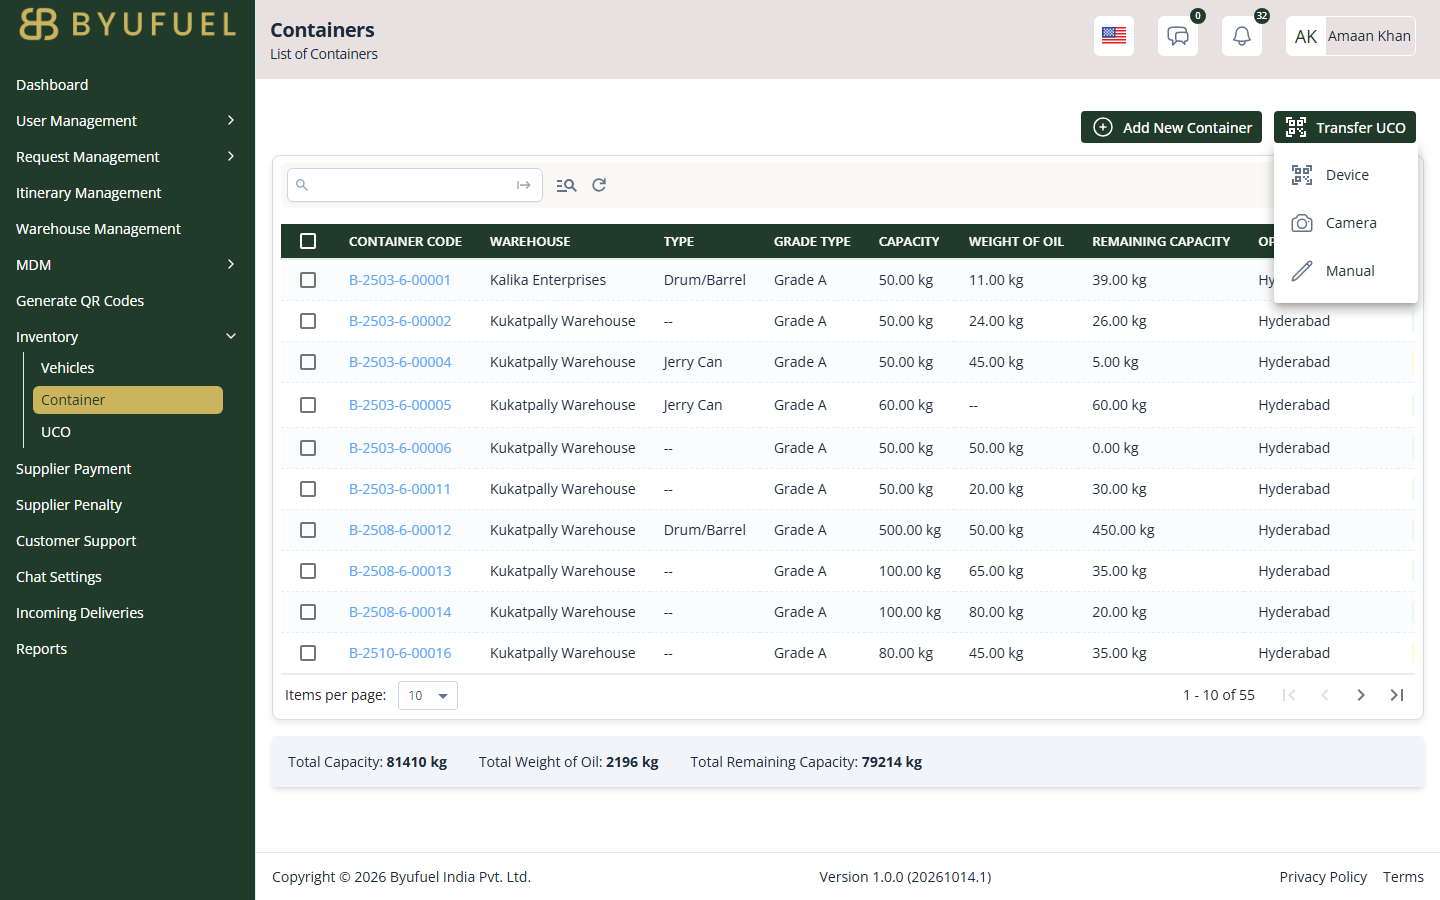 BYUFUEL
Dashboard
User Management
Request Management
Itinerary Management
Warehouse Management
MDM
Generate QR Codes
Inventory
Vehicles
Container
UCO
Supplier Payment
Supplier Penalty
Customer Support
Chat Settings
Incoming Deliveries
Reports
Containers
List of Containers
0
32
AK Amaan Khan
Add New Container
Transfer UCO
Device
Camera
Manual
CONTAINER CODE WAREHOUSE TYPE GRADE TYPE CAPACITY WEIGHT OF OIL REMAINING CAPACITY
B-2503-6-00001 Kalika Enterprises Drum/Barrel Grade A 50.00 kg 11.00 kg 39.00 kg
B-2503-6-00002 Kukatpally Warehouse -- Grade A 50.00 kg 24.00 kg 26.00 kg Hyderabad
B-2503-6-00004 Kukatpally Warehouse Jerry Can Grade A 50.00 kg 45.00 kg 5.00 kg Hyderabad
B-2503-6-00005 Kukatpally Warehouse Jerry Can Grade A 60.00 kg -- 60.00 kg Hyderabad
B-2503-6-00006 Kukatpally Warehouse -- Grade A 50.00 kg 50.00 kg 0.00 kg Hyderabad
B-2503-6-00011 Kukatpally Warehouse -- Grade A 50.00 kg 20.00 kg 30.00 kg Hyderabad
B-2508-6-00012 Kukatpally Warehouse Drum/Barrel Grade A 500.00 kg 50.00 kg 450.00 kg Hyderabad
B-2508-6-00013 Kukatpally Warehouse -- Grade A 100.00 kg 65.00 kg 35.00 kg Hyderabad
B-2508-6-00014 Kukatpally Warehouse -- Grade A 100.00 kg 80.00 kg 20.00 kg Hyderabad
B-2510-6-00016 Kukatpally Warehouse -- Grade A 80.00 kg 45.00 kg 35.00 kg Hyderabad
Items per page: 10 1 - 10 of 55
Total Capacity: 81410 kg Total Weight of Oil: 2196 kg Total Remaining Capacity: 79214 kg
Copyright © 2026 Byufuel India Pvt. Ltd. Version 1.0.0 (20261014.1) Privacy Policy Terms